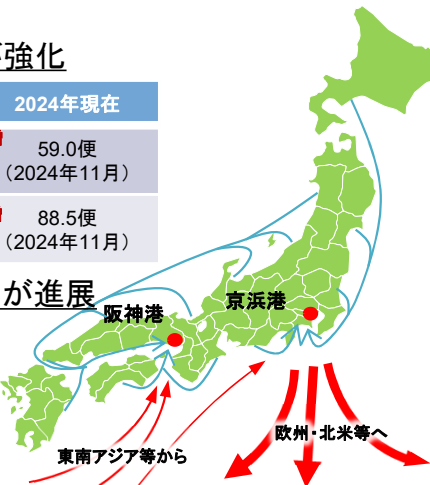 強化
2024年現在
59.0便
（2024年11月）
88.5便
（2024年11月）
が進展
阪神港
京浜港
東南アジア等から
欧州・北米等へ